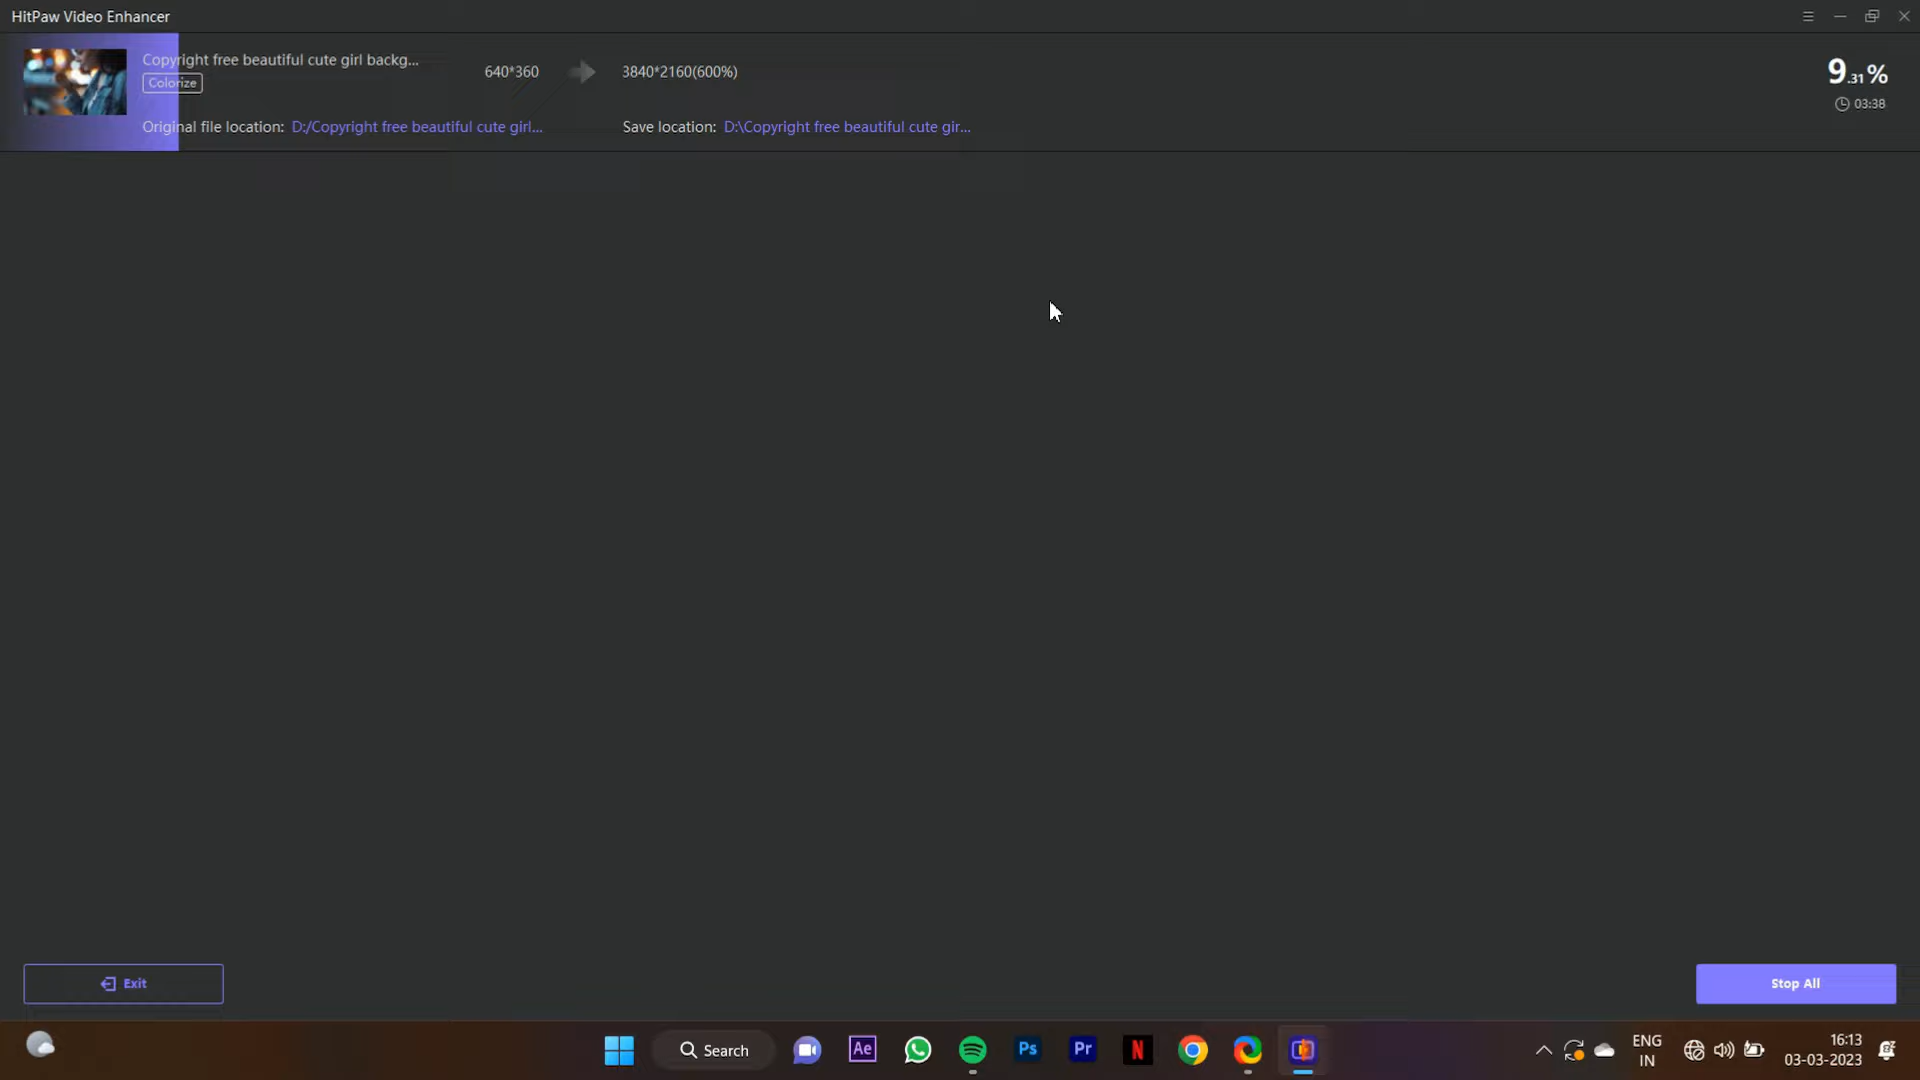 HitPaw Video Enhancer
Copyright free beautiful cute girl backg...
Colorize
640*360
3840*2160(600%)
9.31%
03:38
Original file location: D:/Copyright free beautiful cute girl...
Save location: D:\Copyright free beautiful cute gir...
Exit
Stop All
Search
Ae
Ps
Pr
N
ENG
IN
16:13
03-03-2023